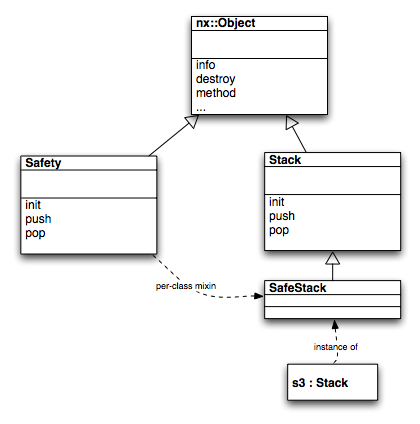 nx::Object
info
destroy
method
...
Safety
init
push
pop
Stack
init
push
pop
per-class mixin
SafeStack
instance of
s3 : Stack